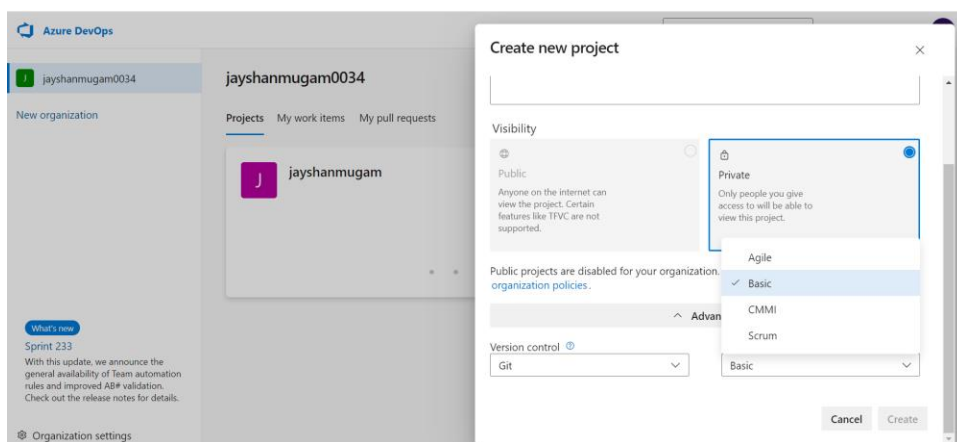 Azure DevOps
J
jayshanmugam0034
New organization
jayshanmugam0034
Projects My work items My pull requests
J
jayshanmugam
What's new
Sprint 233
With this update, we announce the
general availability of Team automation
rules and improved AB# validation.
Check out the release notes for details.
Organization settings
Create new project
Visibility
Public
Anyone on the internet can
view the project. Certain
features like TFVC are not
supported.
Private
Only people you give
access to will be able to
view this project.
Public projects are disabled for your organization.
organization policies.
Advan
Agile
Basic
CMMI
Scrum
Version control
Git
Basic
Cancel Create